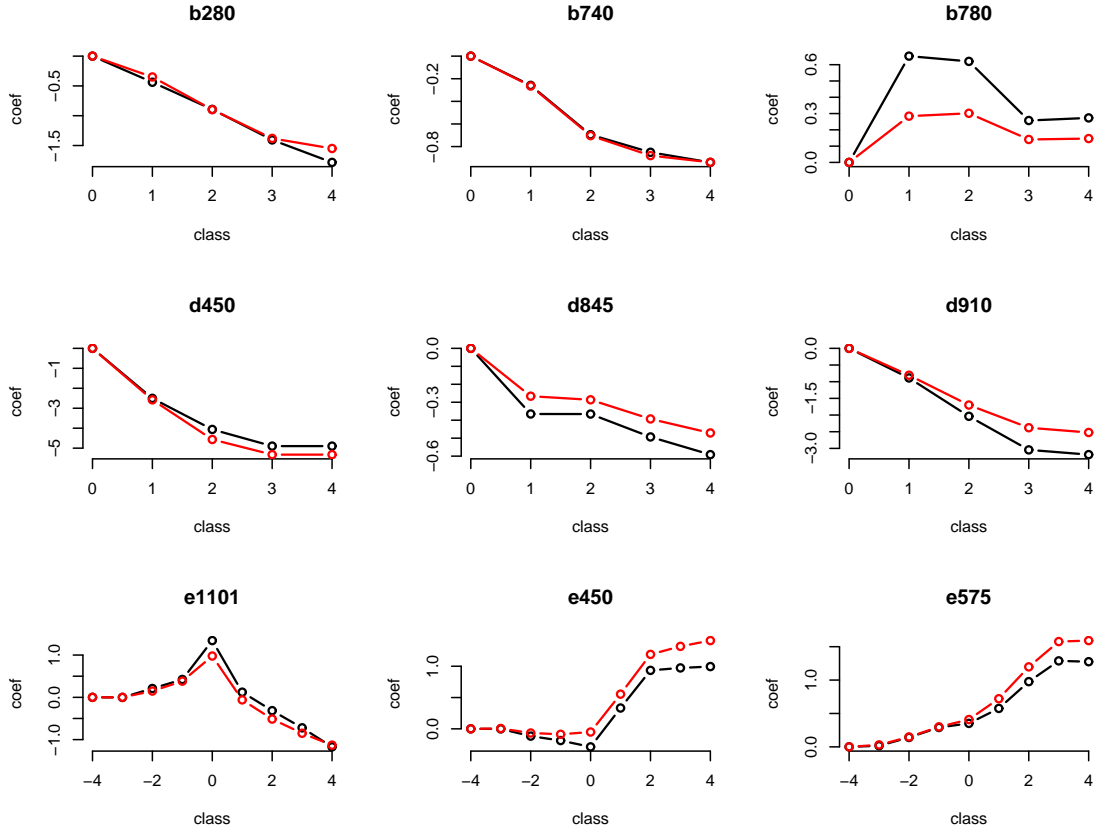 b280
coef
−0.5
−1.5
0 1 2 3 4
class
b740
coef
−0.2
−0.8
0 1 2 3 4
class
b780
coef
0.6
0.3
0.0
0 1 2 3 4
class
d450
coef
−1
−3
−5
0 1 2 3 4
class
d845
coef
0.0
−0.3
−0.6
0 1 2 3 4
class
d910
coef
0.0
−1.5
−3.0
0 1 2 3 4
class
e1101
coef
1.0
0.0
−1.0
−4 −2 0 2 4
class
e450
coef
1.0
0.0
−4 −2 0 2 4
class
e575
coef
1.0
0.0
−4 −2 0 2 4
class